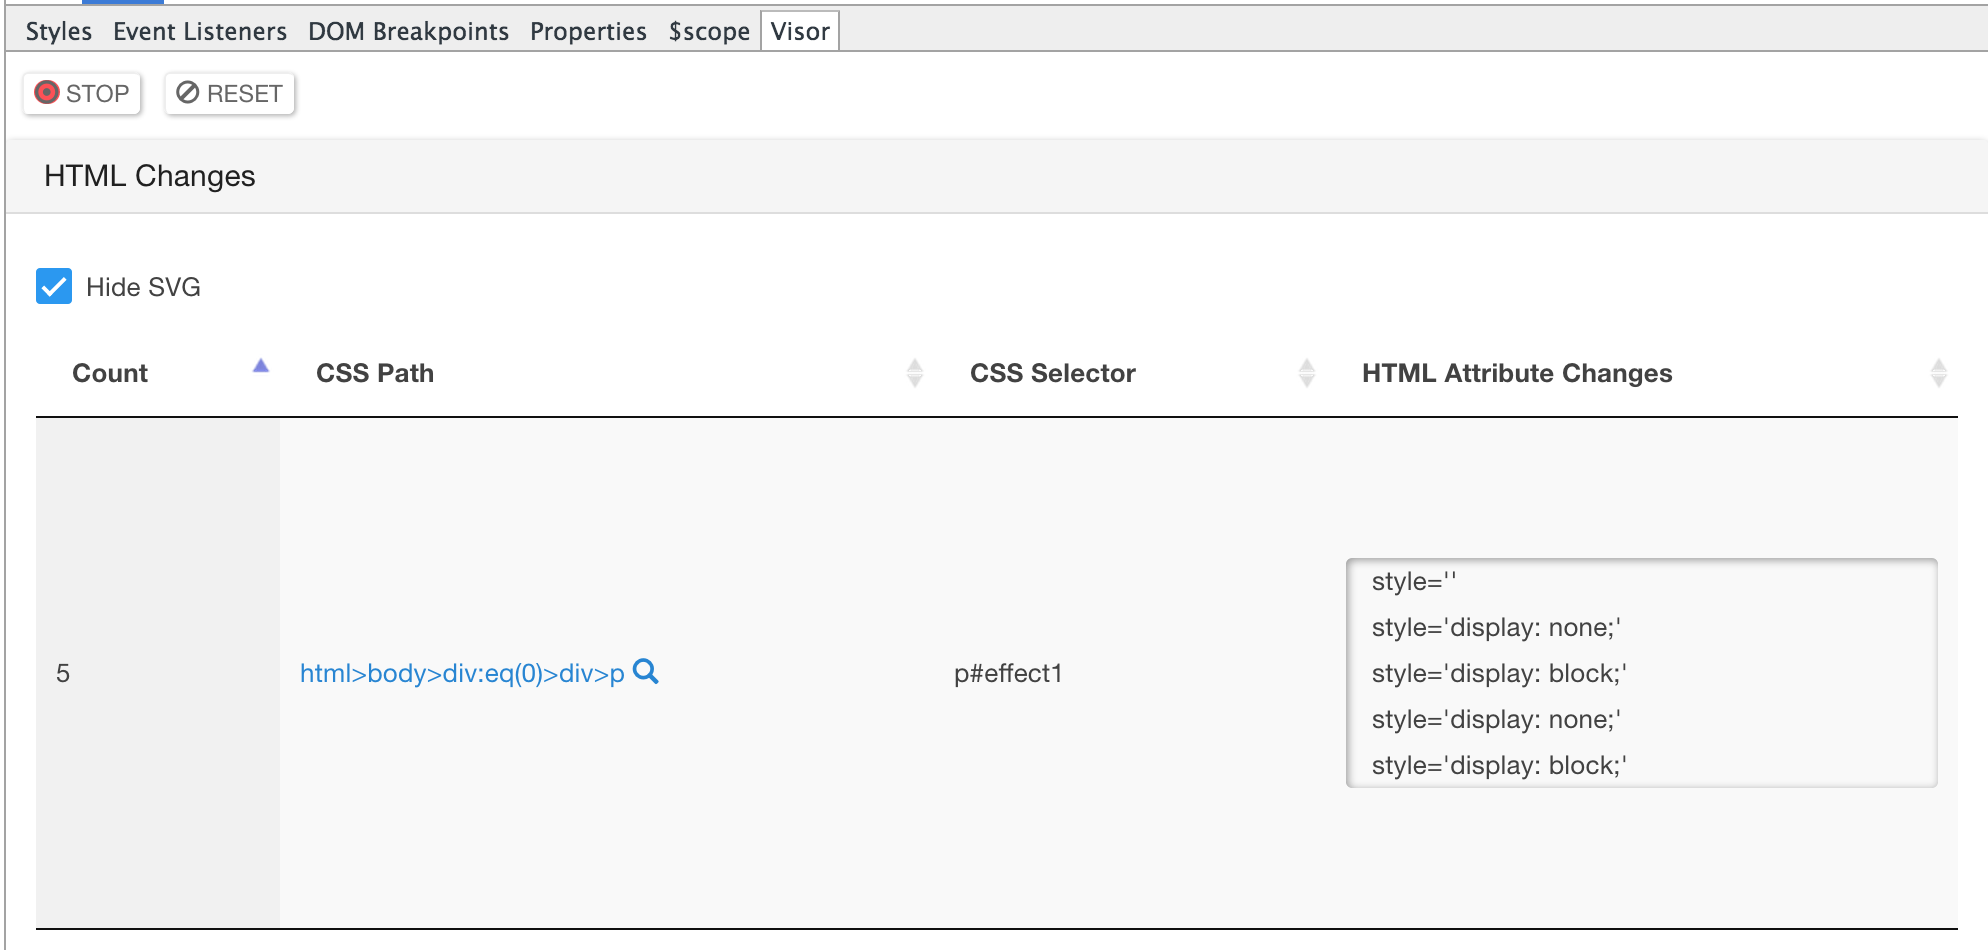 Styles Event Listeners DOM Breakpoints Properties $scope Visor
STOP RESET
HTML Changes
Hide SVG
Count CSS Path CSS Selector HTML Attribute Changes
style=''
style='display: none;'
5 html>body>div:eq(0)>div>p p#effect1 style='display: block;'
style='display: none;'
style='display: block;'